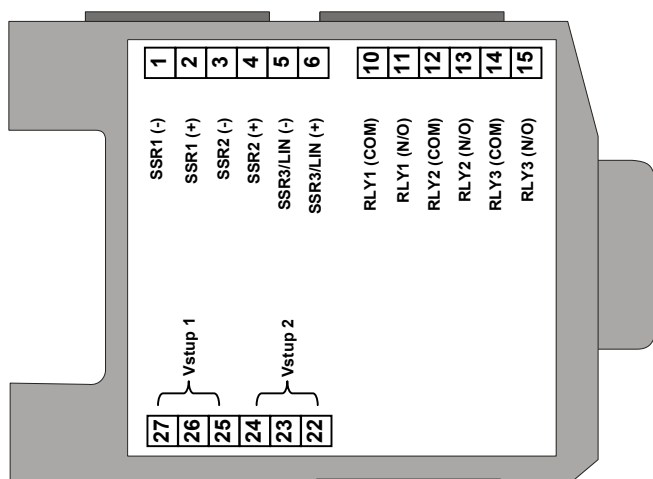 1 2 3 4 5 6
10 11 12 13 14 15
SSR1 (-)
SSR1 (+)
SSR2 (-)
SSR2 (+)
SSR3/LIN (-)
SSR3/LIN (+)
RLY1 (COM)
RLY1 (N/O)
RLY2 (COM)
RLY2 (N/O)
RLY3 (COM)
RLY3 (N/O)
Vstup 1
Vstup 2
27 26 25 24 23 22